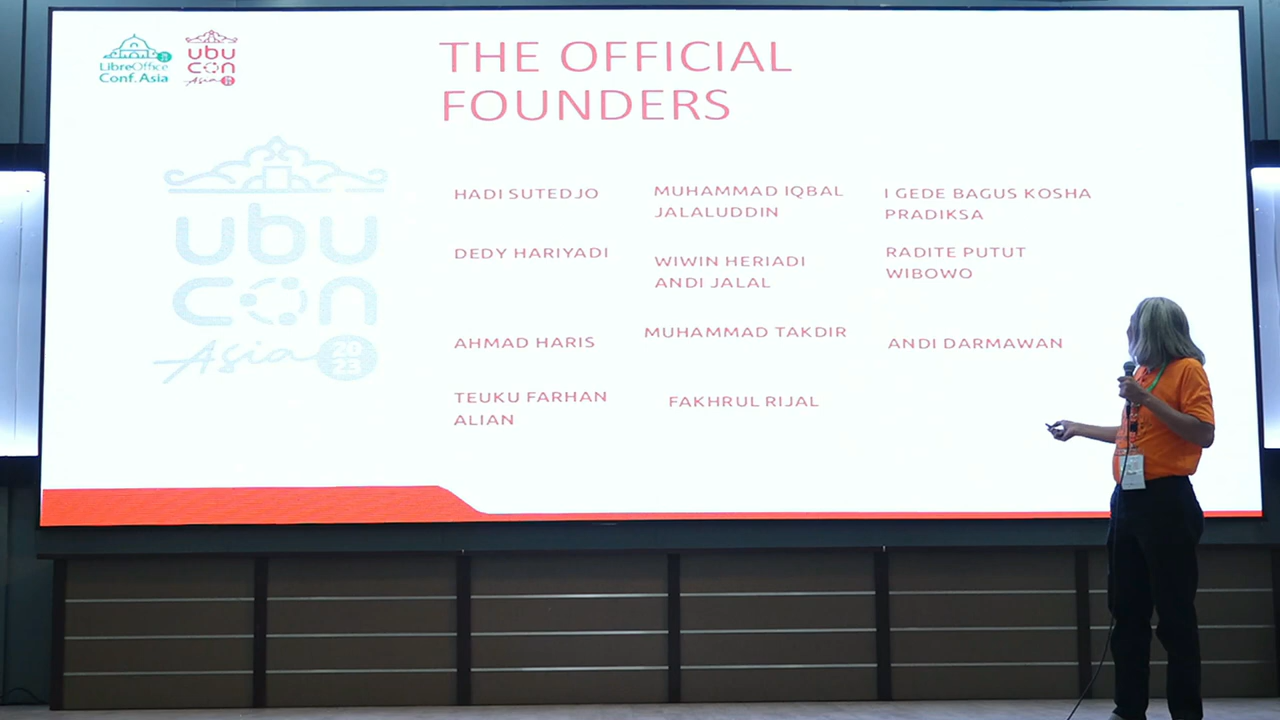 LibreOffice
Conf.Asia
ubu
con
Asia
THE OFFICIAL
FOUNDERS
ubu
con
Asia
20
23
HADI SUTEDJO
MUHAMMAD IQBAL
JALALUDDIN
I GEDE BAGUS KOSHA
PRADIKSA
DEDY HARIYADI
WIWIN HERIADI
ANDI JALAL
RADITE PUTUT
WIBOWO
AHMAD HARIS
MUHAMMAD TAKDIR
ANDI DARMAWAN
TEUKU FARHAN
ALIAN
FAKHRUL RIJAL